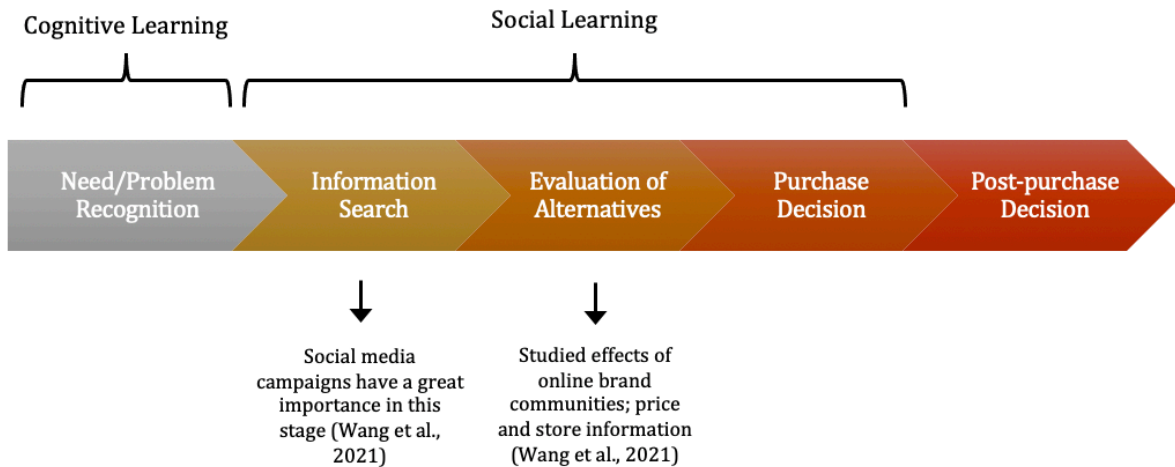 Cognitive Learning
Social Learning
Need/Problem
Recognition
Information
Search
Evaluation of
Alternatives
Purchase
Decision
Post-purchase
Decision
Social media
campaigns have a great
importance in this
stage (Wang et al.,
2021)
Studied effects of
online brand
communities; price
and store information
(Wang et al., 2021)